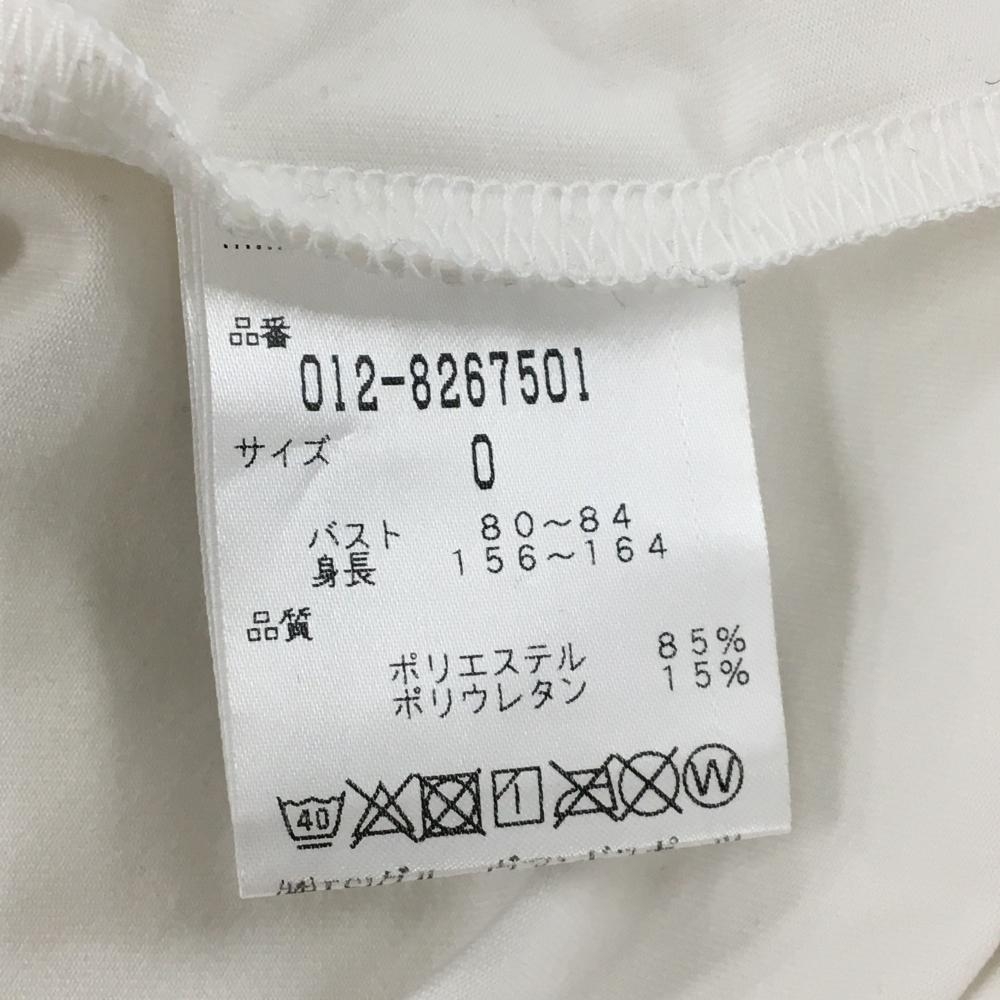 品番
012-8267501
サイズ 0
バスト 80～84
身長 156～164
品質
ポリエステル 85%
ポリウレタン 15%
40 W